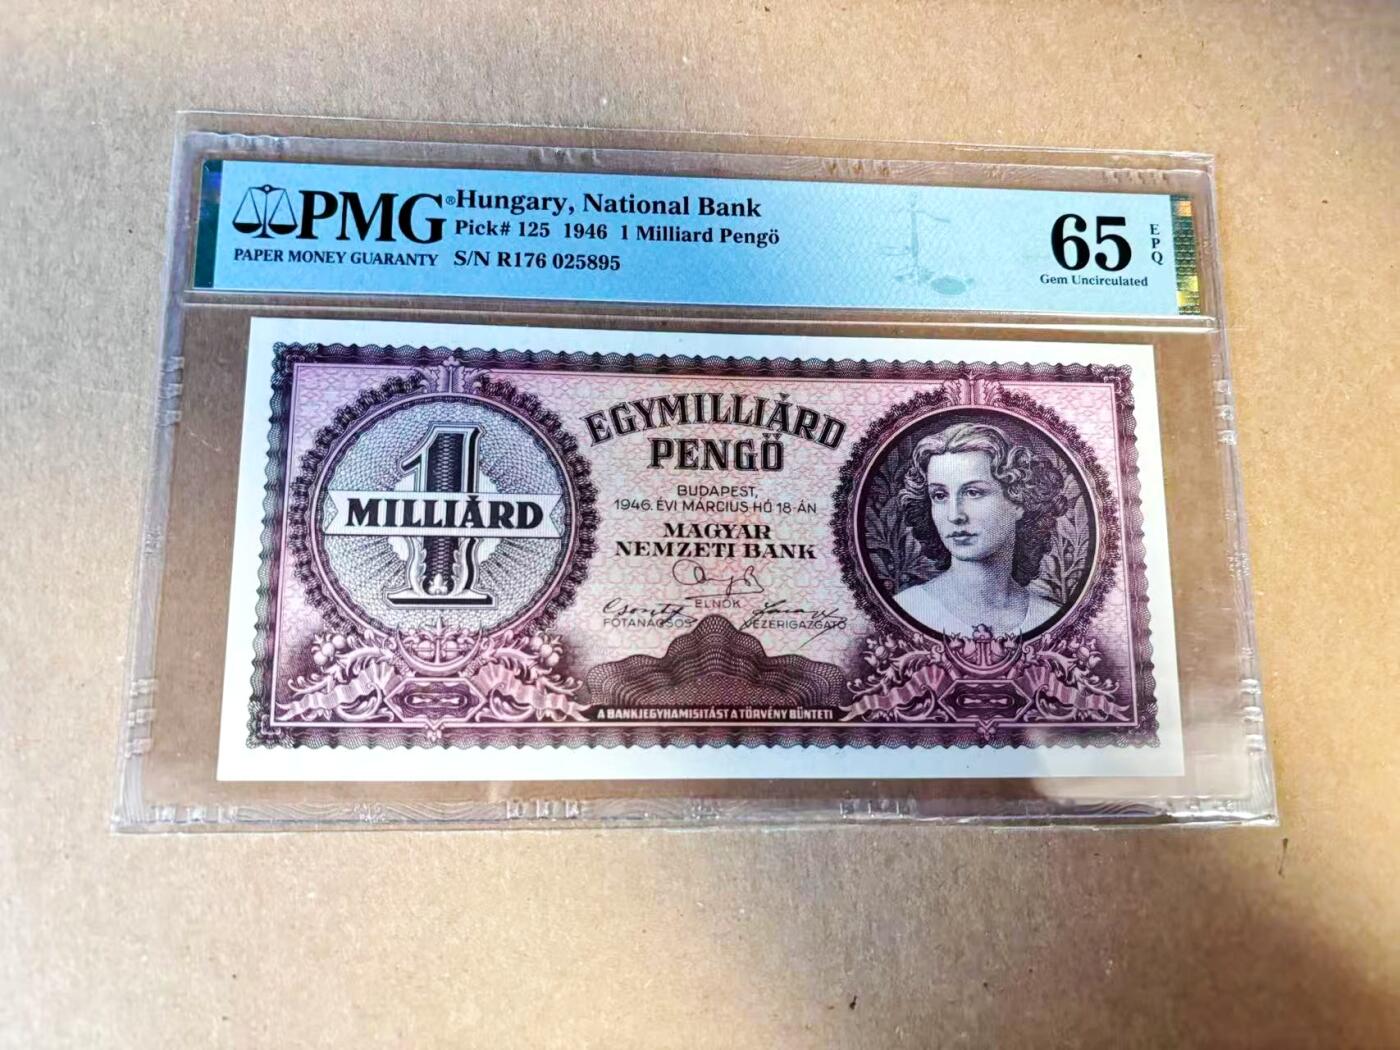 PMG®
PAPER MONEY GUARANTY
Hungary, National Bank
Pick# 125 1946 1 Milliard Pengö
S/N R176 025895
65
EPQ
Gem Uncirculated
1
MILLIÁRD
EGYMILLIÁRD
PENGŐ
BUDAPEST,
1946. ÉVI MÁRCIUS HÓ 18-ÁN
MAGYAR
NEMZETI BANK
ELNÖK
FŐTANÁCSOS VEZÉRIGAZGATÓ
A BANKJEGYHAMISITÁST A TÖRVÉNY BÜNTETI